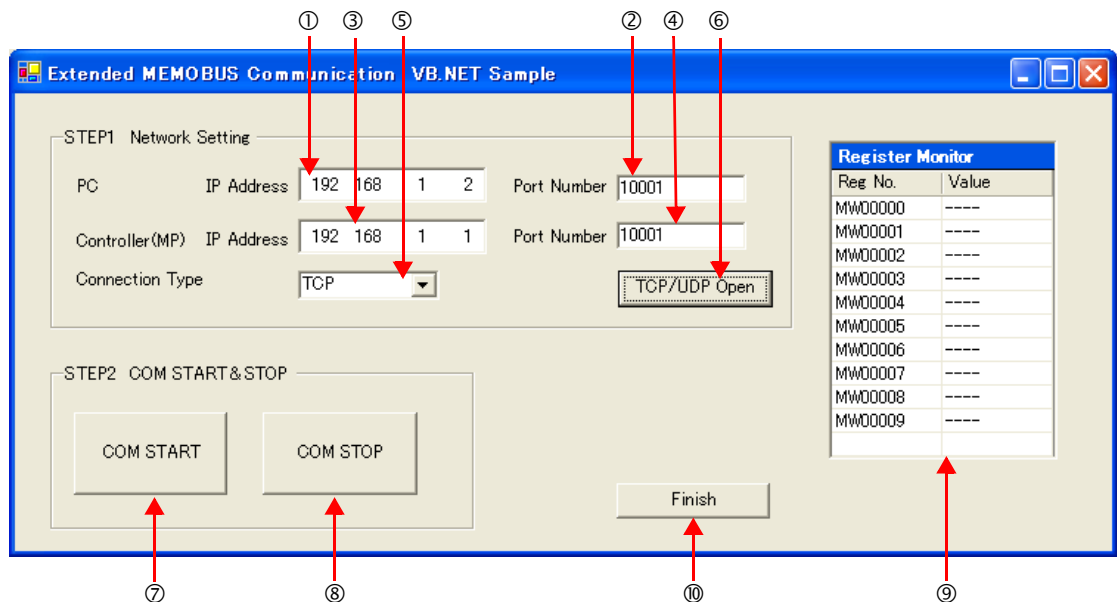 ① ③ ⑤ ② ④ ⑥
Extended MEMOBUS Communication VB.NET Sample
STEP1 Network Setting
PC IP Address 192 168 1 2 Port Number 10001
Controller(MP) IP Address 192 168 1 1 Port Number 10001
Connection Type TCP TCP/UDP Open
Register Monitor
Reg No. Value
MW00000 ----
MW00001 ----
MW00002 ----
MW00003 ----
MW00004 ----
MW00005 ----
MW00006 ----
MW00007 ----
MW00008 ----
MW00009 ----
STEP2 COM START&STOP
COM START COM STOP
Finish
⑦ ⑧ ⑩ ⑨